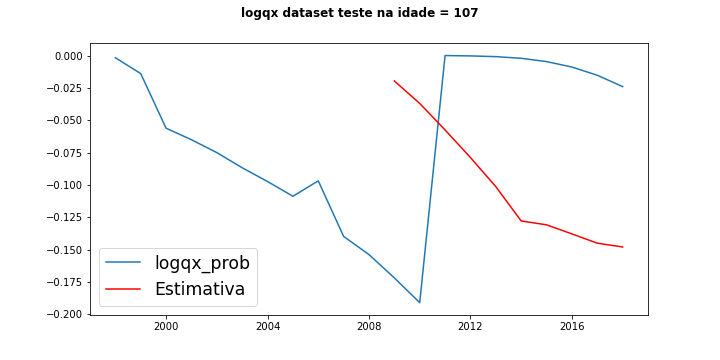 logqx dataset teste na idade = 107
0.000
−0.025
−0.050
−0.075
−0.100
−0.125
−0.150
−0.175
−0.200
logqx_prob
Estimativa
2000 2004 2008 2012 2016